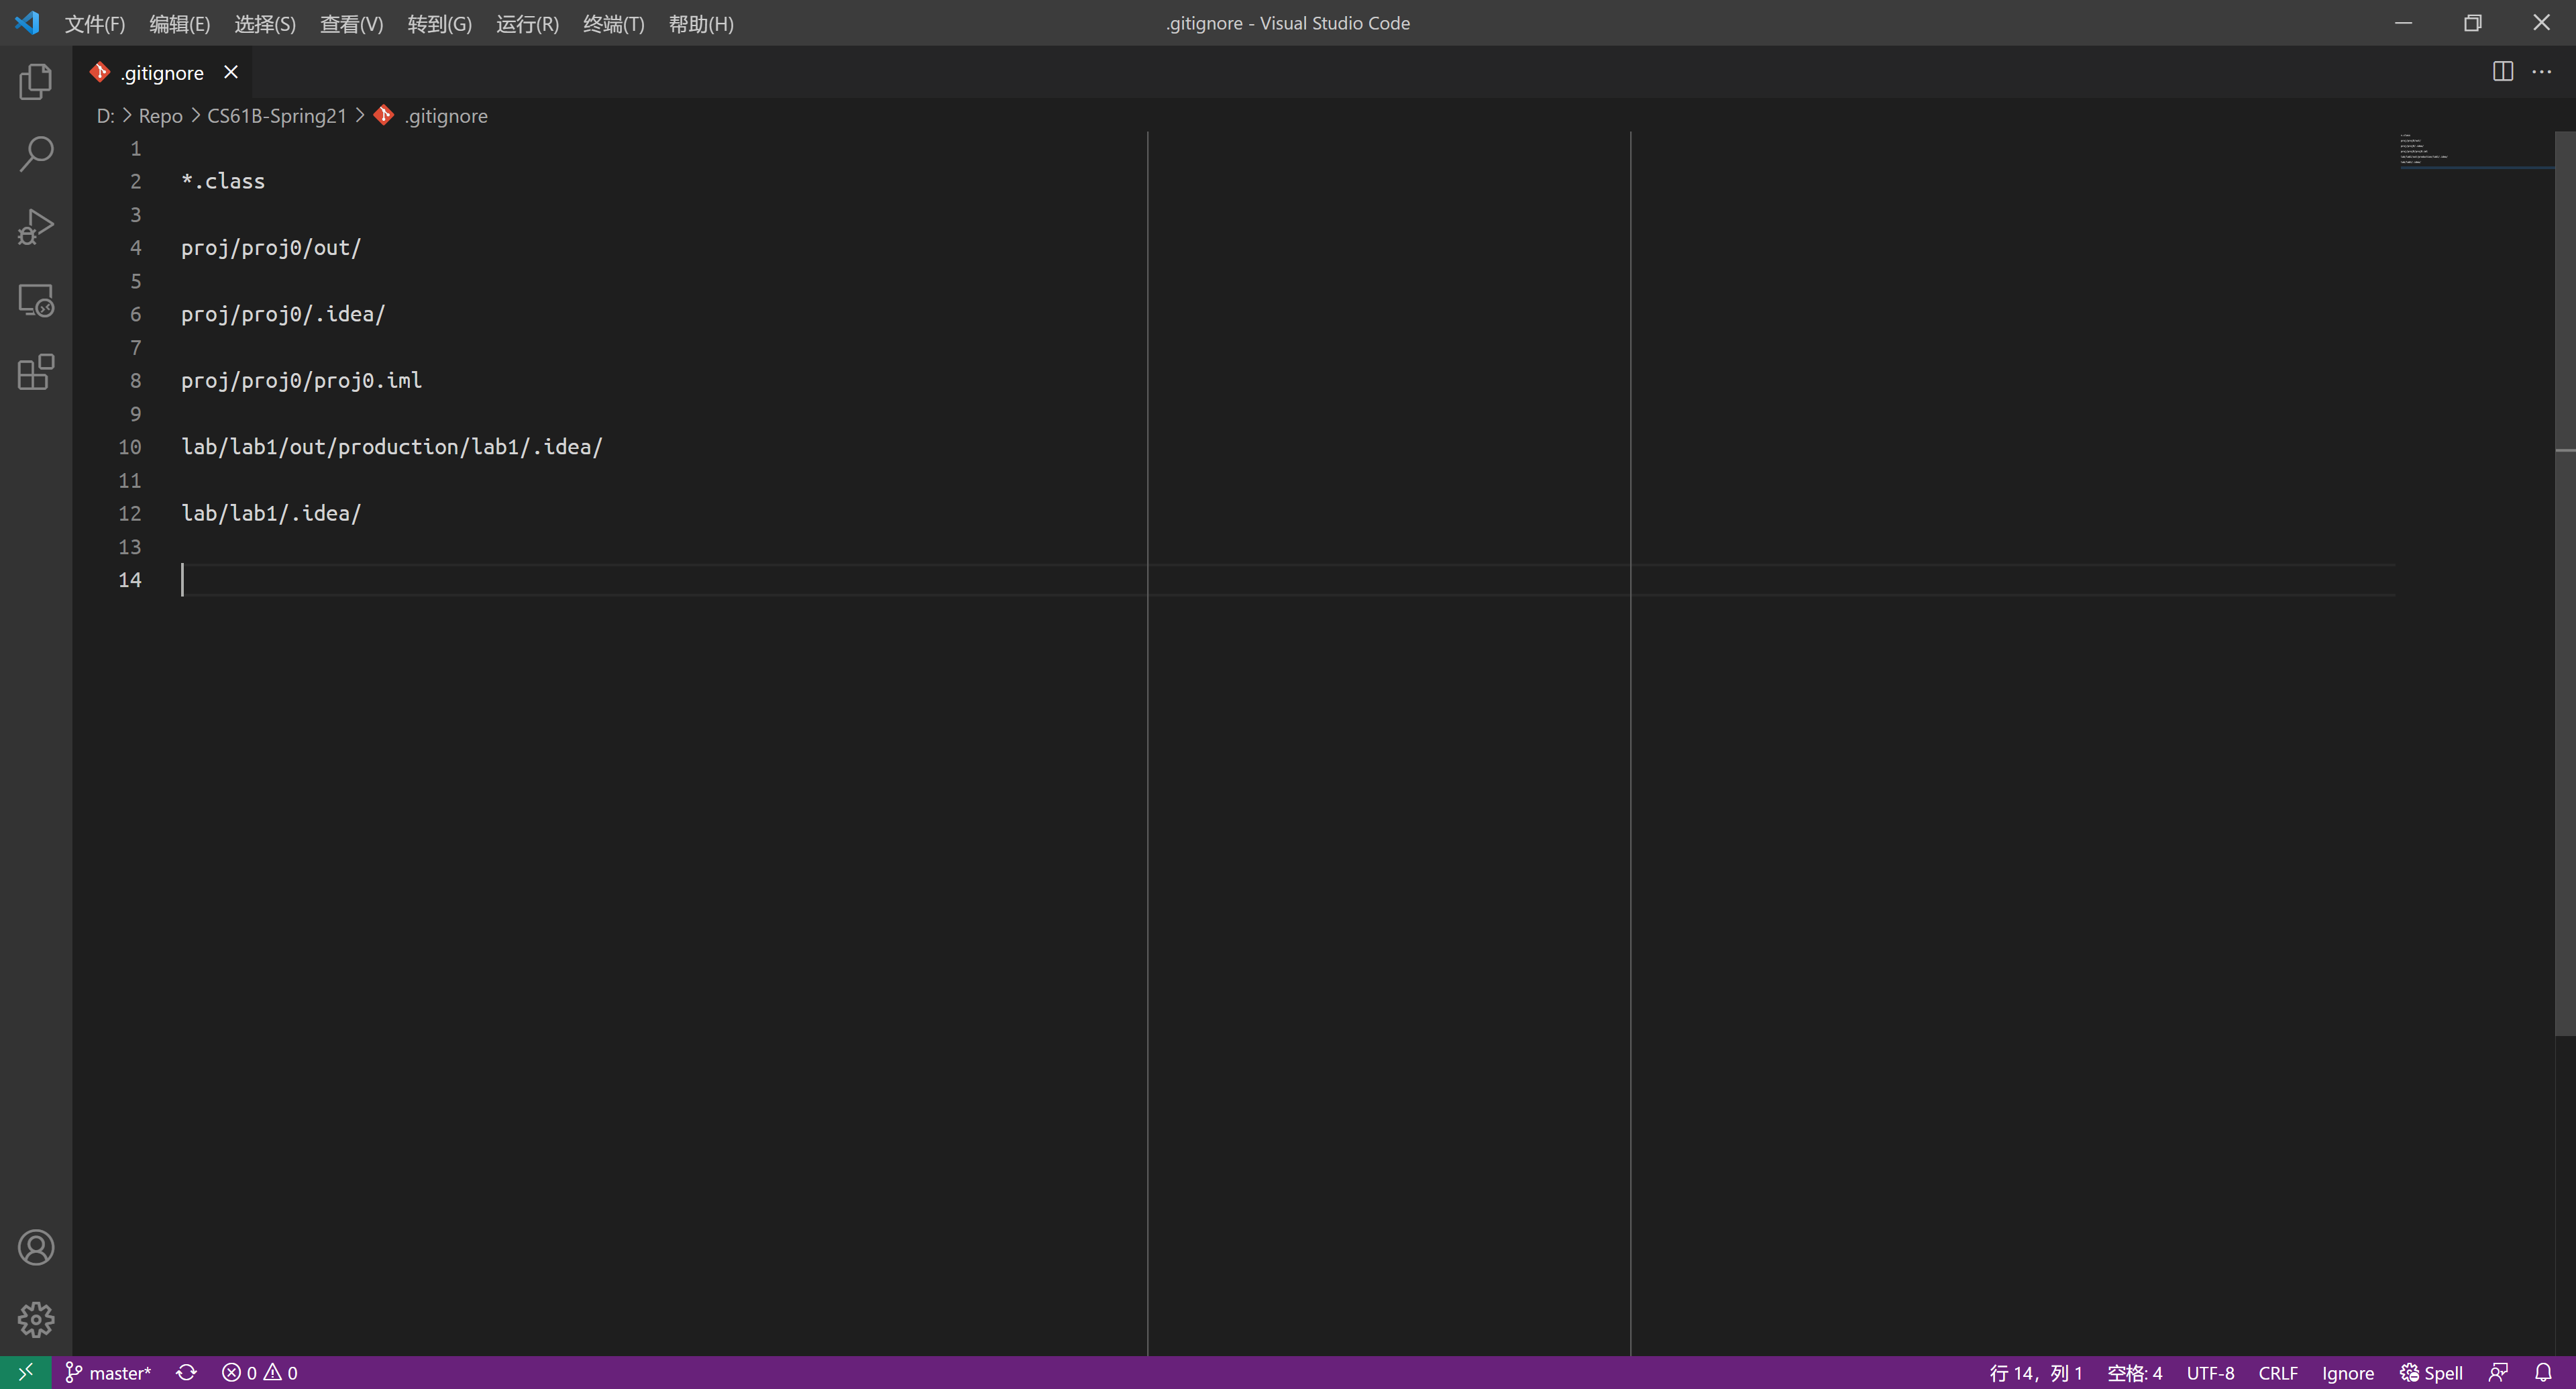 文件(F) 编辑(E) 选择(S) 查看(V) 转到(G) 运行(R) 终端(T) 帮助(H) .gitignore - Visual Studio Code
.gitignore
D: > Repo > CS61B-Spring21 > .gitignore
1
2 *.class
3
4 proj/proj0/out/
5
6 proj/proj0/.idea/
7
8 proj/proj0/proj0.iml
9
10 lab/lab1/out/production/lab1/.idea/
11
12 lab/lab1/.idea/
13
14
master* 0 0 行 14，列 1 空格: 4 UTF-8 CRLF Ignore Spell